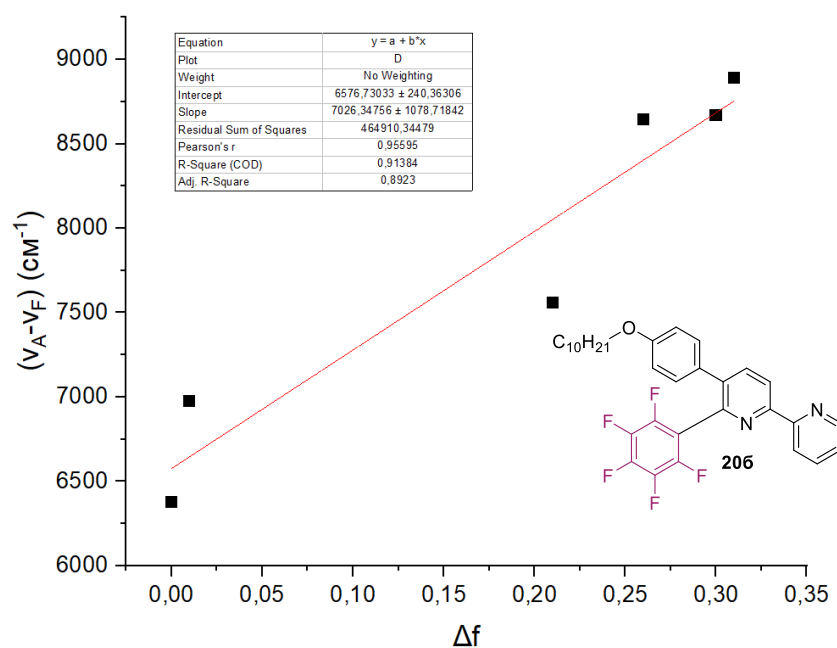 Equation y = a + b*x
Plot D
Weight No Weighting
Intercept 6576,73033 ± 240,36306
Slope 7026,34756 ± 1078,71842
Residual Sum of Squares 464910,34479
Pearson's r 0,95595
R-Square (COD) 0,91384
Adj. R-Square 0,8923
9000
8500
8000
7500
7000
6500
6000
(ν_A-ν_F) (см⁻¹)
C₁₀H₂₁ O
N
N
F
F
F
F
F
20б
0,00 0,05 0,10 0,15 0,20 0,25 0,30 0,35
Δf